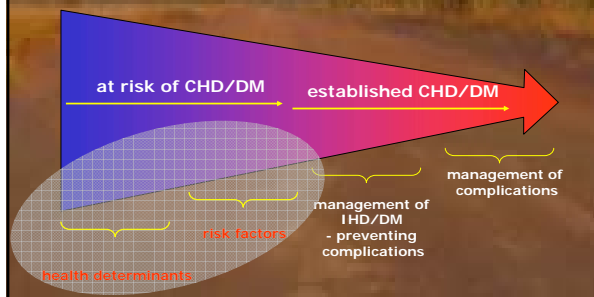 at risk of CHD/DM
established CHD/DM
management of
complications
management of
IHD/DM
- preventing
complications
risk factors
health determinants